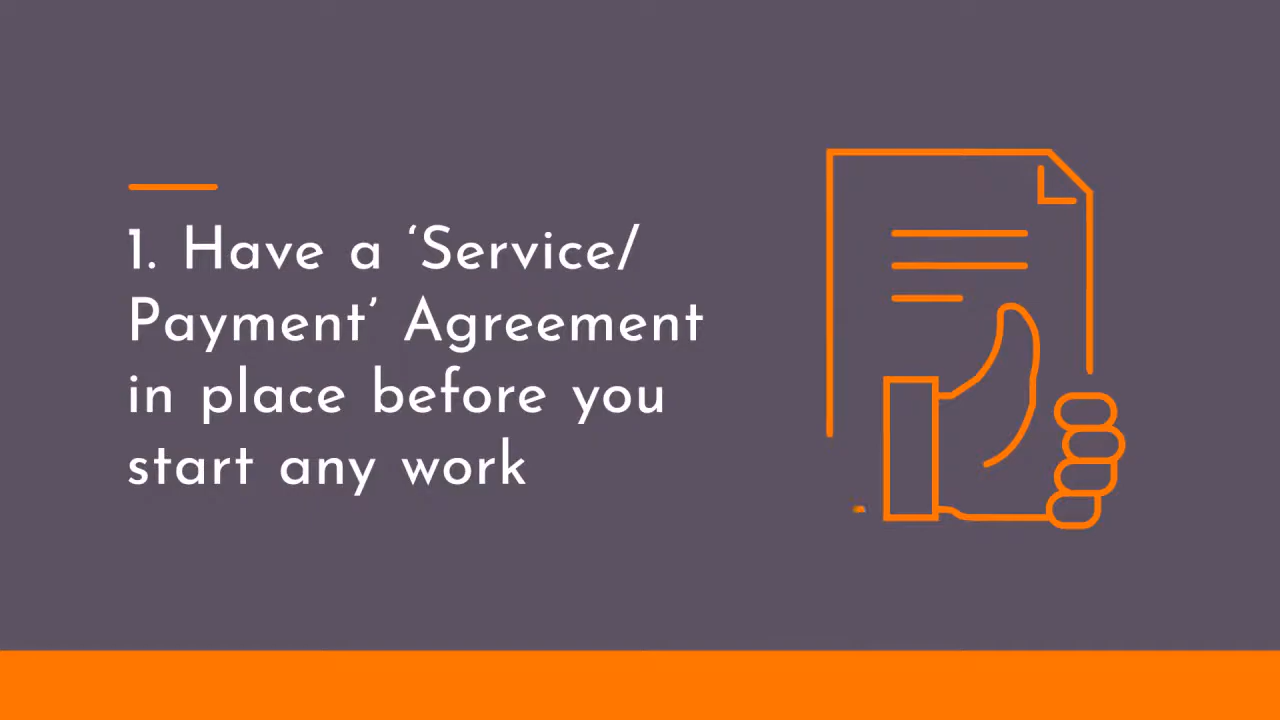 1. Have a ‘Service/
Payment’ Agreement
in place before you
start any work